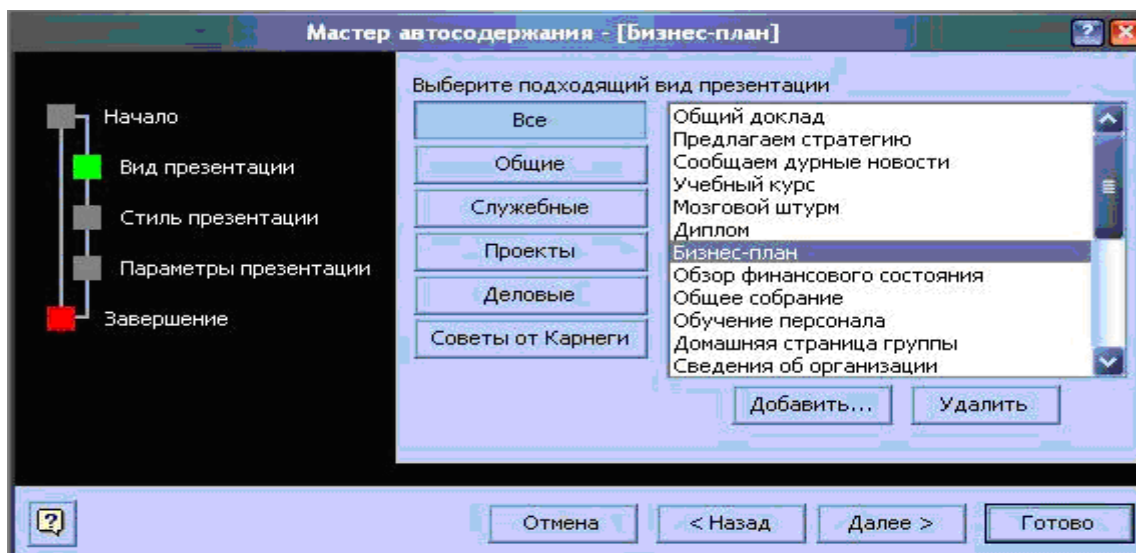 Мастер автосодержания - [Бизнес-план]
Начало
Вид презентации
Стиль презентации
Параметры презентации
Завершение
Выберите подходящий вид презентации
Все
Общие
Служебные
Проекты
Деловые
Советы от Карнеги
Общий доклад
Предлагаем стратегию
Сообщаем дурные новости
Учебный курс
Мозговой штурм
Диплом
Бизнес-план
Обзор финансового состояния
Общее собрание
Обучение персонала
Домашняя страница группы
Сведения об организации
Добавить...
Удалить
Отмена
< Назад
Далее >
Готово